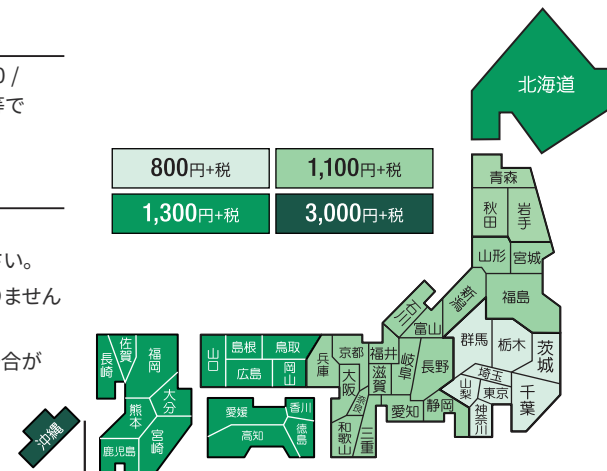 0 /
等で
さい。
りません
合が
800円+税
1,100円+税
1,300円+税
3,000円+税
北海道
青森
秋田
岩手
山形
宮城
新潟
福島
石川
富山
群馬
栃木
茨城
埼玉
山梨
東京
千葉
神奈川
長野
福井
岐阜
京都
兵庫
滋賀
大阪
奈良
愛知
静岡
和歌山
三重
山口
島根
鳥取
広島
岡山
愛媛
香川
高知
徳島
佐賀
長崎
福岡
大分
熊本
宮崎
鹿児島
沖縄